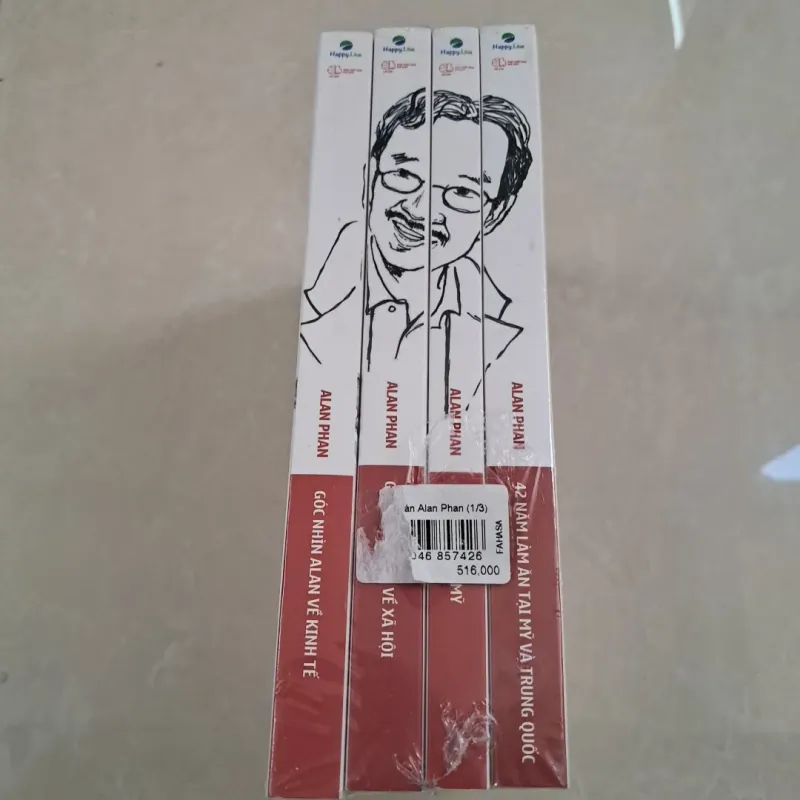 Happy.Live
Happy.Live
Happy.Live
Happy.Live
ALAN PHAN
GÓC NHÌN ALAN VỀ KINH TẾ
ALAN PHAN
VỀ XÃ HỘI
ALAN PHAN
MỸ
ALAN PHAN
42 NĂM LÀM ĂN TẠI MỸ VÀ TRUNG QUỐC
àn Alan Phan (1/3)
046 857426
516,000
FAHASA